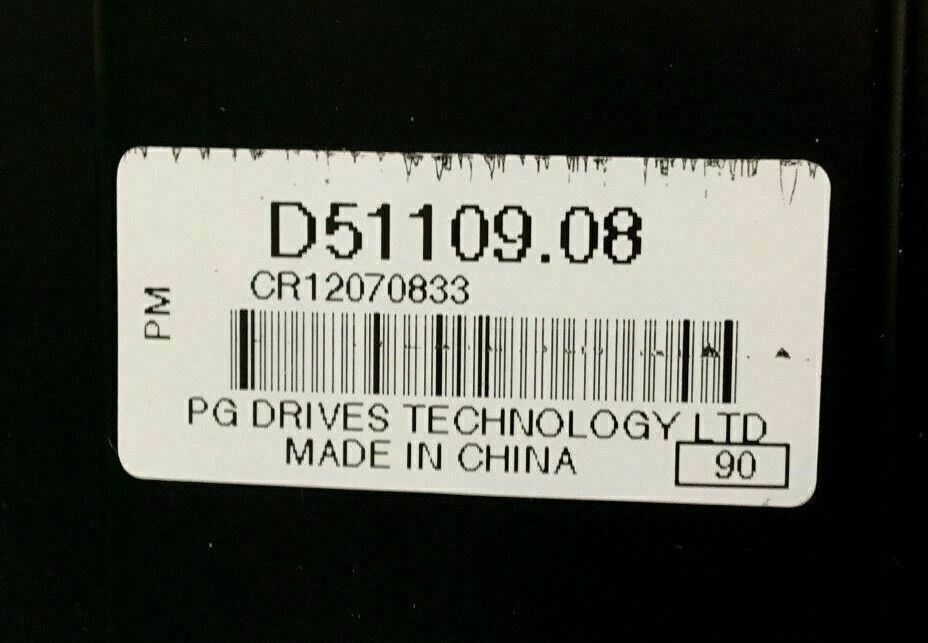 D51109.08
CR12070833
PM
PG DRIVES TECHNOLOGY LTD
MADE IN CHINA
90